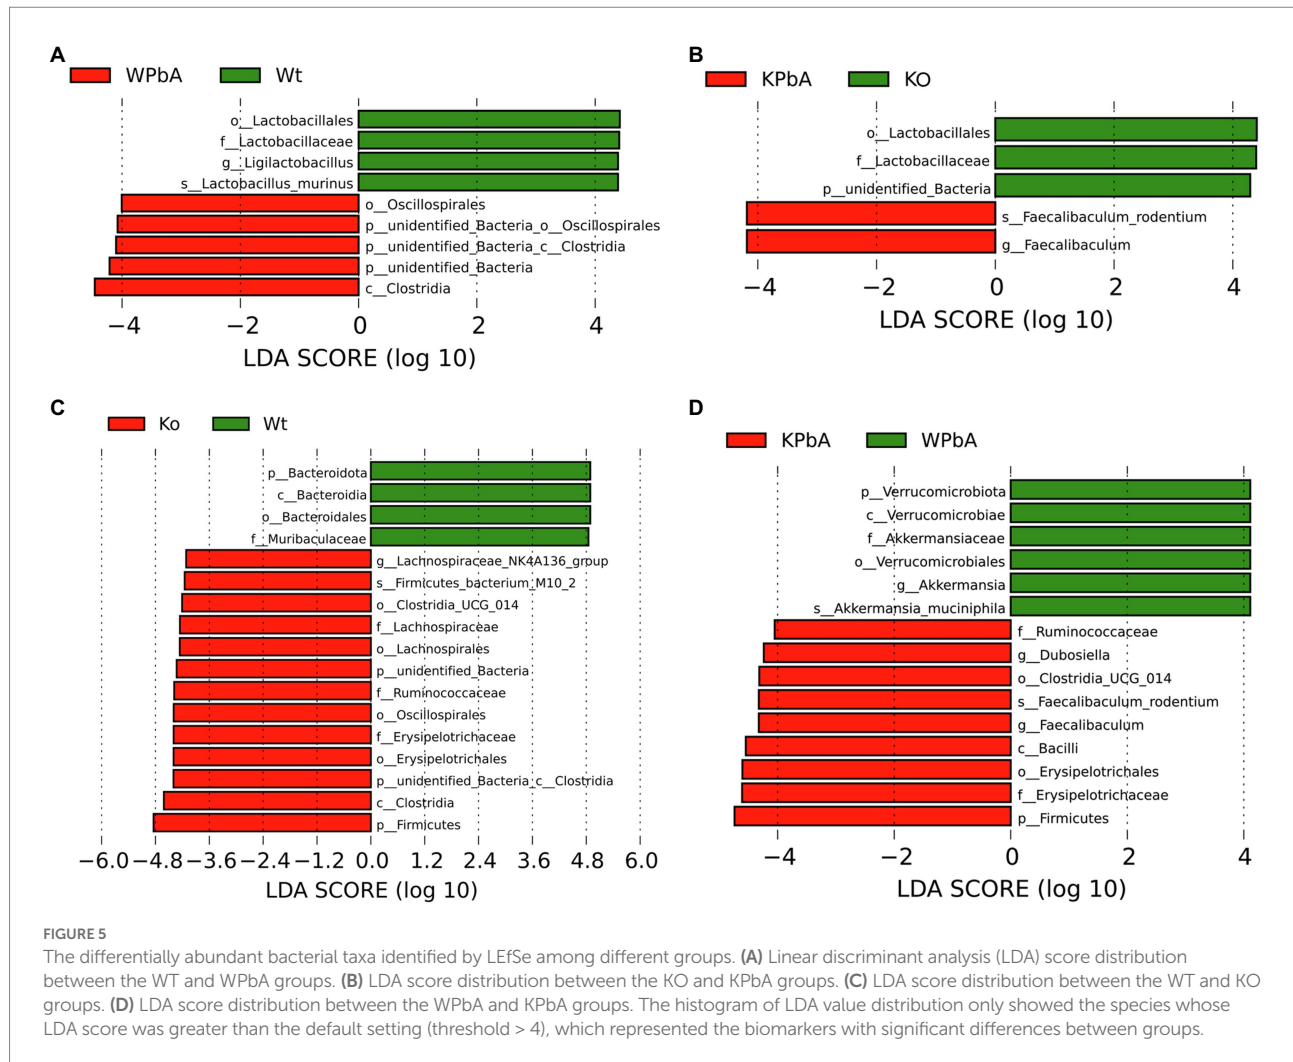 A
WPbA Wt
o__Lactobacillales
f__Lactobacillaceae
g__Ligilactobacillus
s__Lactobacillus_murinus
o__Oscillospirales
p__unidentified_Bacteria_o__Oscillospirales
p__unidentified_Bacteria_c__Clostridia
p__unidentified_Bacteria
c__Clostridia
−4 −2 0 2 4
LDA SCORE (log 10)
B
KPbA KO
o__Lactobacillales
f__Lactobacillaceae
p__unidentified_Bacteria
s__Faecalibaculum_rodentium
g__Faecalibaculum
−4 −2 0 2 4
LDA SCORE (log 10)
C
Ko Wt
p__Bacteroidota
c__Bacteroidia
o__Bacteroidales
f__Muribaculaceae
g__Lachnospiraceae_NK4A136_group
s__Firmicutes_bacterium_M10_2
o__Clostridia_UCG_014
f__Lachnospiraceae
o__Lachnospirales
p__unidentified_Bacteria
f__Ruminococcaceae
o__Oscillospirales
f__Erysipelotrichaceae
o__Erysipelotrichales
p__unidentified_Bacteria_c__Clostridia
c__Clostridia
p__Firmicutes
−6.0 −4.8 −3.6 −2.4 −1.2 0.0 1.2 2.4 3.6 4.8 6.0
LDA SCORE (log 10)
D
KPbA WPbA
p__Verrucomicrobiota
c__Verrucomicrobiae
f__Akkermansiaceae
o__Verrucomicrobiales
g__Akkermansia
s__Akkermansia_muciniphila
f__Ruminococcaceae
g__Dubosiella
o__Clostridia_UCG_014
s__Faecalibaculum_rodentium
g__Faecalibaculum
c__Bacilli
o__Erysipelotrichales
f__Erysipelotrichaceae
p__Firmicutes
−4 −2 0 2 4
LDA SCORE (log 10)
FIGURE 5
The differentially abundant bacterial taxa identified by LEfSe among different groups. (A) Linear discriminant analysis (LDA) score distribution
between the WT and WPbA groups. (B) LDA score distribution between the KO and KPbA groups. (C) LDA score distribution between the WT and KO
groups. (D) LDA score distribution between the WPbA and KPbA groups. The histogram of LDA value distribution only showed the species whose
LDA score was greater than the default setting (threshold > 4), which represented the biomarkers with significant differences between groups.